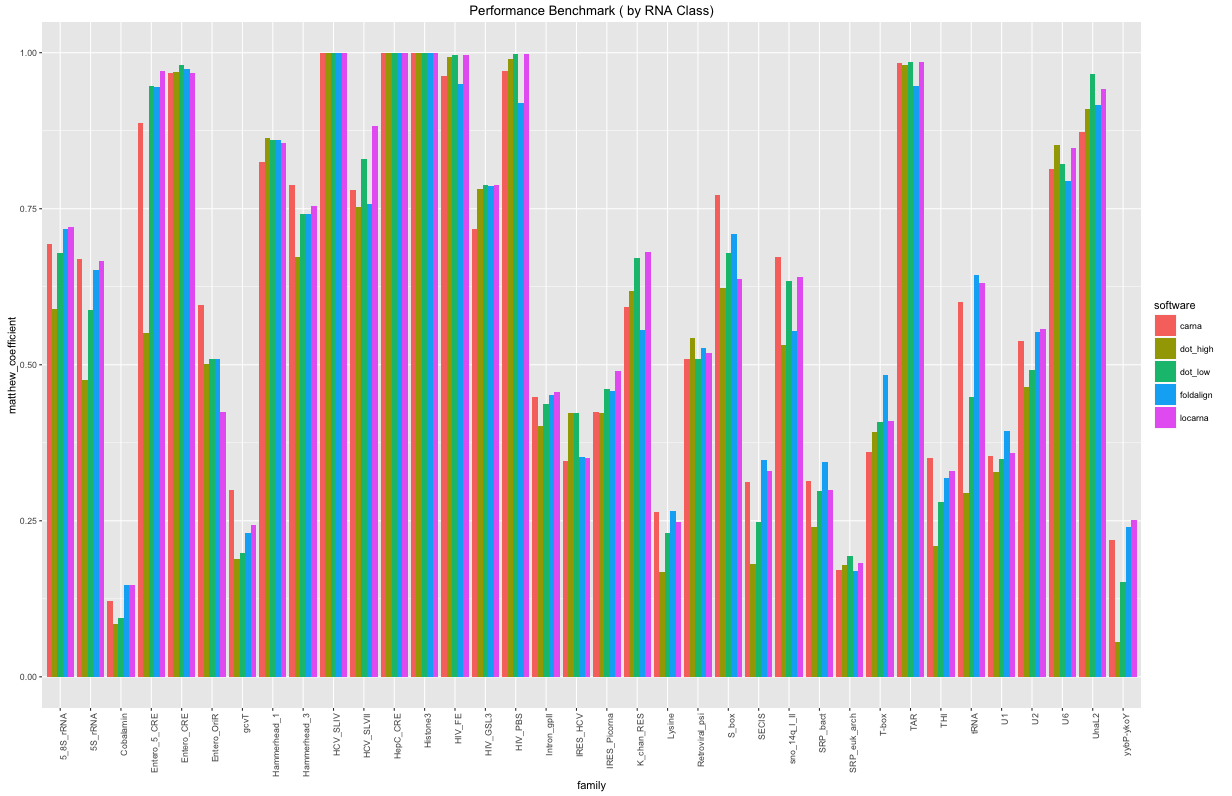 Performance Benchmark ( by RNA Class)
matthew_coefficient
1.00
0.75
0.50
0.25
0.00
5_8S_rRNA
5S_rRNA
Cobalamin
Entero_5_CRE
Entero_CRE
Entero_OriR
gcvT
Hammerhead_1
Hammerhead_3
HCV_SLIV
HCV_SLVII
HepC_CRE
Histone3
HIV_FE
HIV_GSL3
HIV_PBS
Intron_gpII
IRES_HCV
IRES_Picorna
K_chan_RES
Lysine
Retroviral_psi
S_box
SECIS
sno_14q_I_II
SRP_bact
SRP_euk_arch
T-box
TAR
THI
tRNA
U1
U2
U6
UnaL2
yybP-ykoY
family
software
carna
dot_high
dot_low
foldalign
locarna